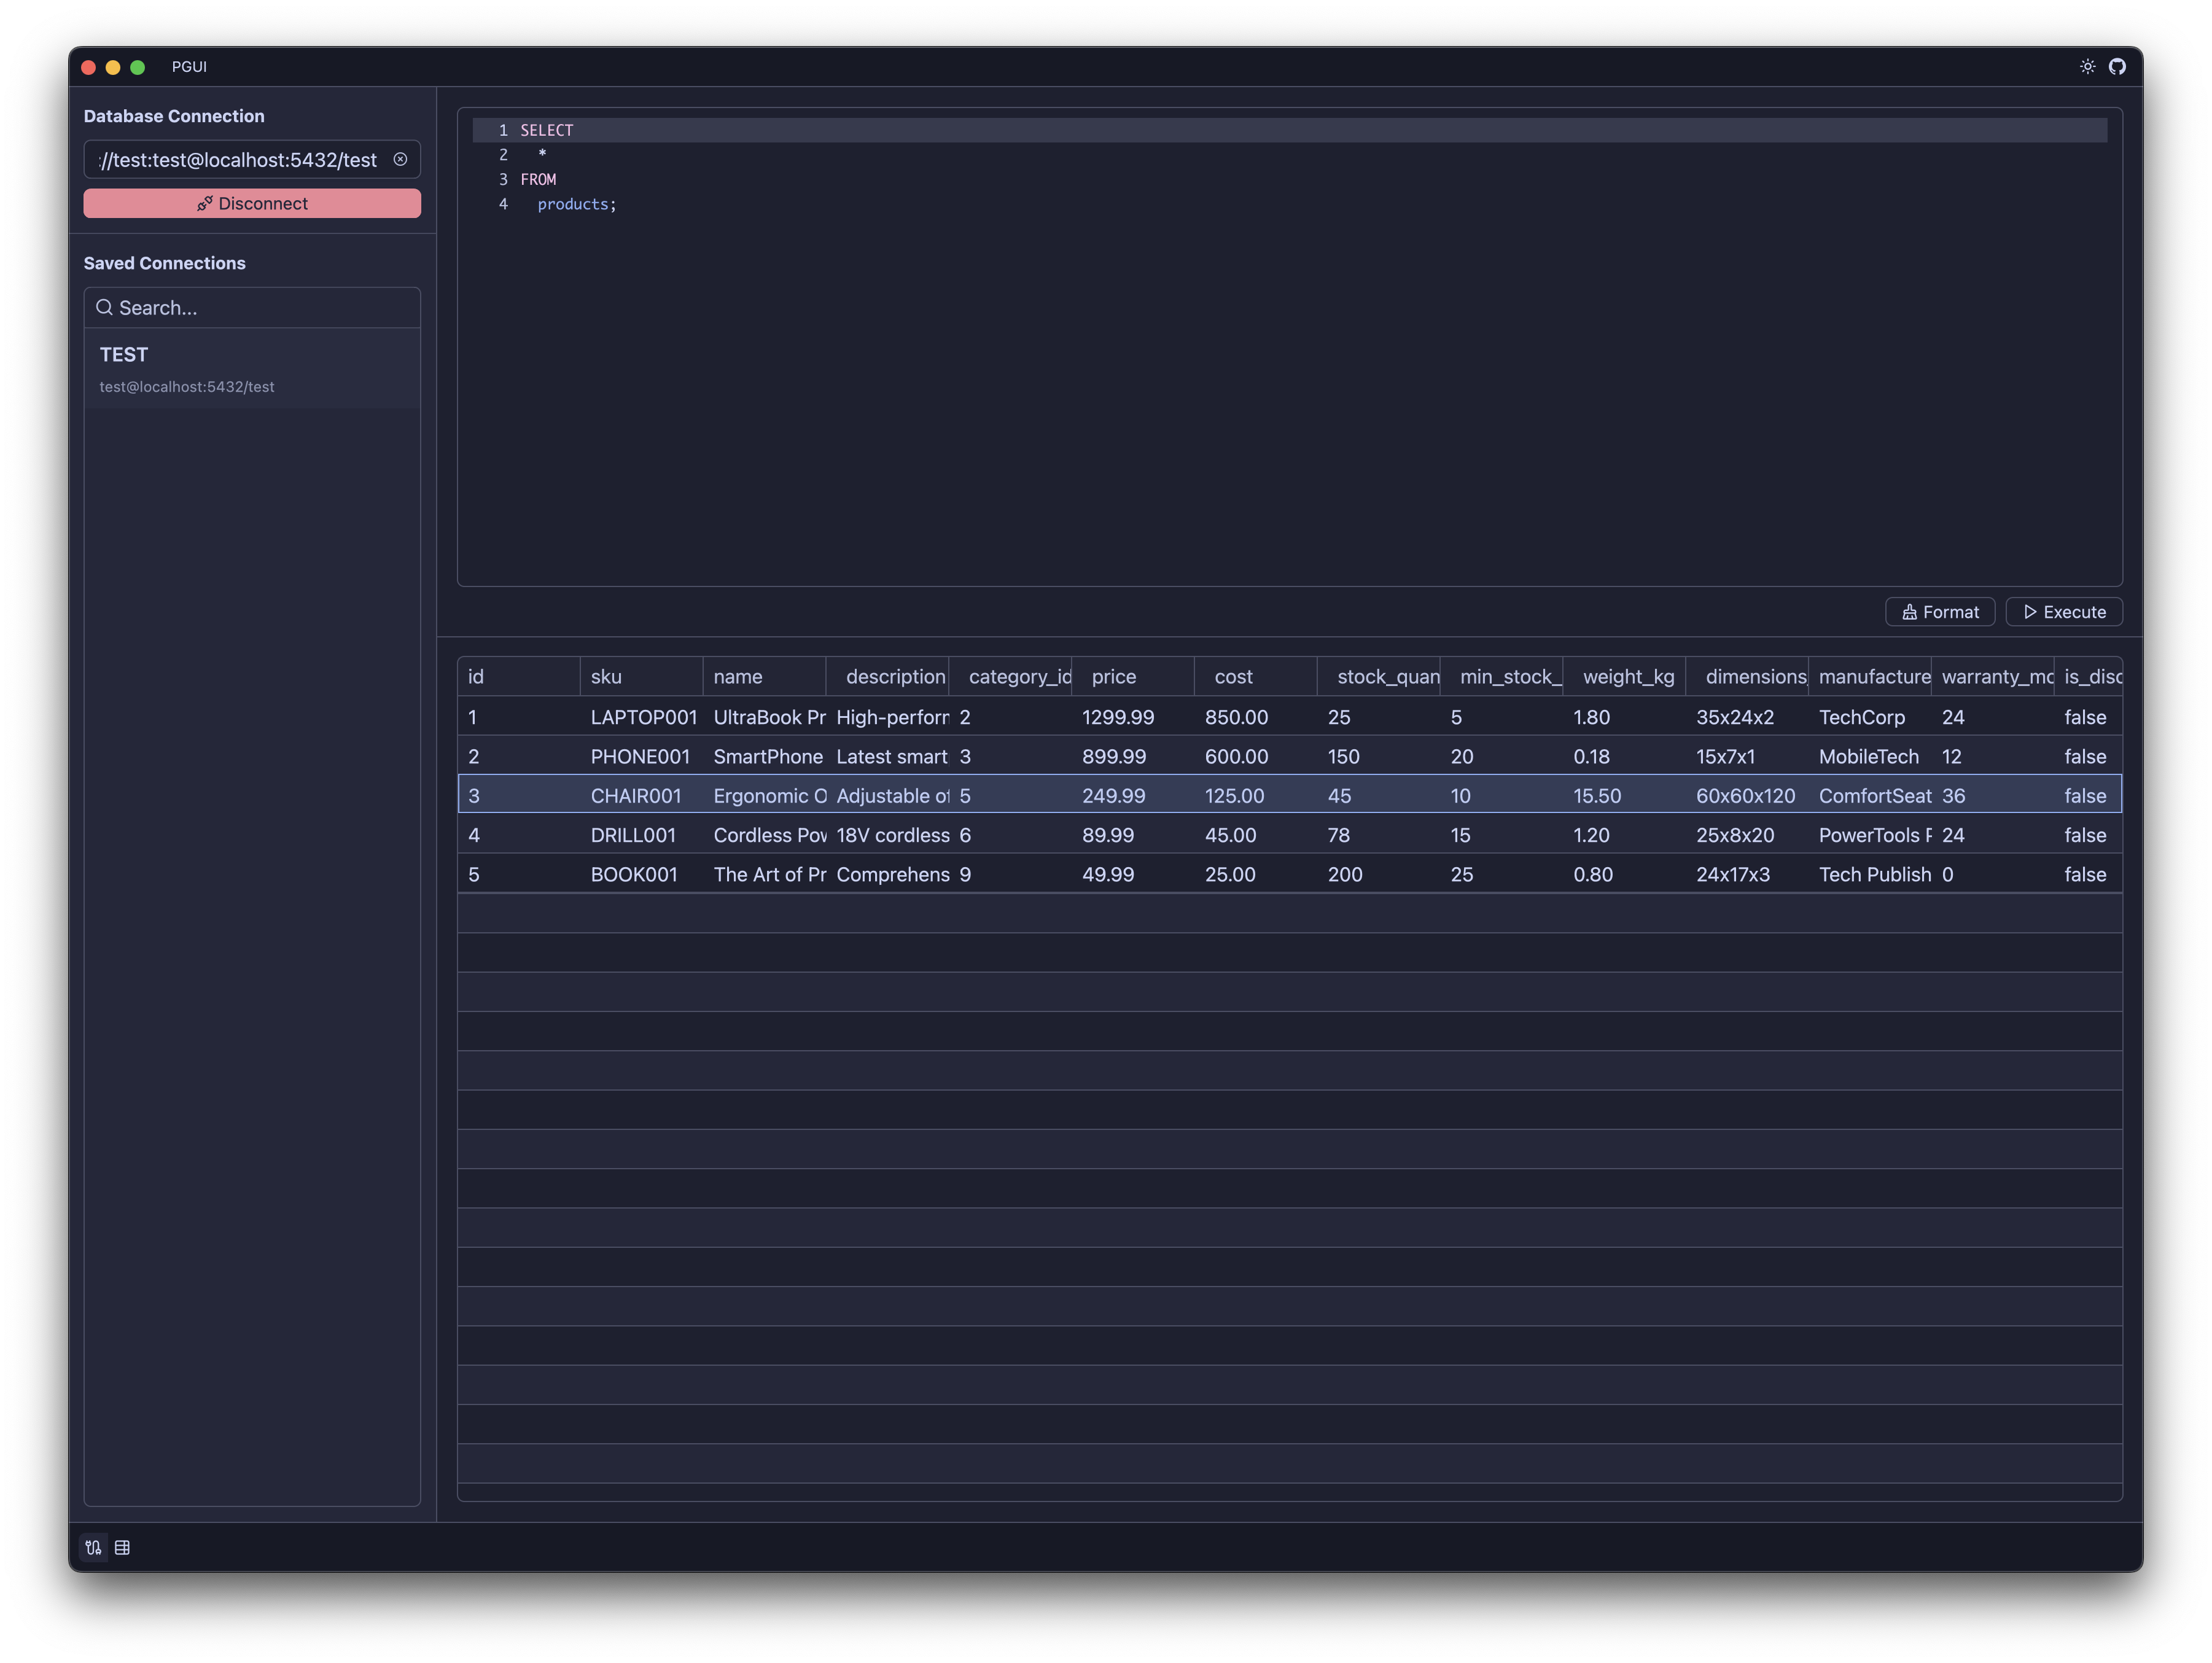 PGUI
Database Connection
://test:test@localhost:5432/test
Disconnect
Saved Connections
Search...
TEST
test@localhost:5432/test
1 SELECT
2 *
3 FROM
4 products;
Format Execute
id sku name description category_id price cost stock_quan min_stock_ weight_kg dimensions_ manufacture warranty_mo is_disc
1 LAPTOP001 UltraBook Pr High-perforr 2 1299.99 850.00 25 5 1.80 35x24x2 TechCorp 24 false
2 PHONE001 SmartPhone Latest smart 3 899.99 600.00 150 20 0.18 15x7x1 MobileTech 12 false
3 CHAIR001 Ergonomic O Adjustable of 5 249.99 125.00 45 10 15.50 60x60x120 ComfortSeat 36 false
4 DRILL001 Cordless Pow 18V cordless 6 89.99 45.00 78 15 1.20 25x8x20 PowerTools P 24 false
5 BOOK001 The Art of Pr Comprehens 9 49.99 25.00 200 25 0.80 24x17x3 Tech Publish 0 false